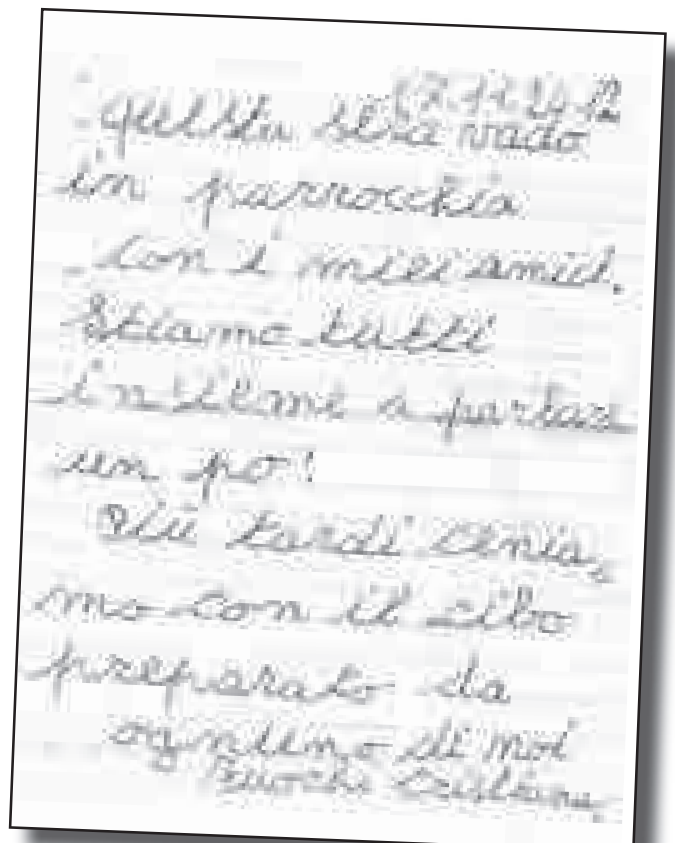 questa sera vado
in parrocchia
con i miei amici.
Stiamo tutti
insieme a parlare
un po'!
Più tardi cenia
mo con il cibo
preparato da
ognuno di noi